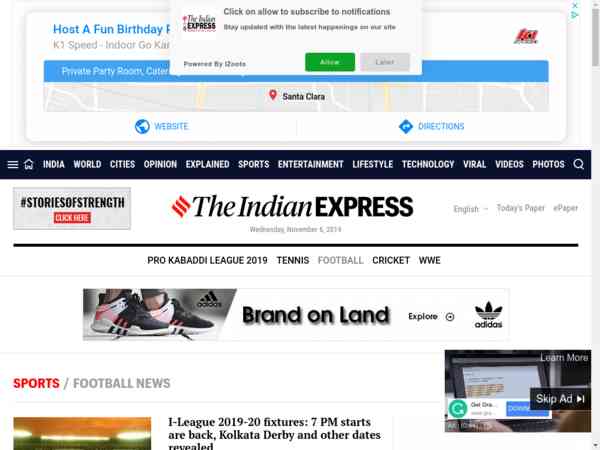 Host A Fun Birthday P
K1 Speed - Indoor Go Kar
Private Party Room, Cater
Santa Clara
WEBSITE
DIRECTIONS
The Indian
EXPRESS
Click on allow to subscribe to notifications
Stay updated with the latest happenings on our site
Powered By iZooto
Allow
Later
INDIA WORLD CITIES OPINION EXPLAINED SPORTS ENTERTAINMENT LIFESTYLE TECHNOLOGY VIRAL VIDEOS PHOTOS
#STORIESOFSTRENGTH
CLICK HERE
The Indian EXPRESS
Wednesday, November 6, 2019
English
Today's Paper
ePaper
PRO KABADDI LEAGUE 2019 TENNIS FOOTBALL CRICKET WWE
adidas
Brand on Land
Explore
adidas
SPORTS / FOOTBALL NEWS
Learn More
Skip Ad
Get Gra...
DOWNL
Ad
I-League 2019-20 fixtures: 7 PM starts
are back, Kolkata Derby and other dates
revealed